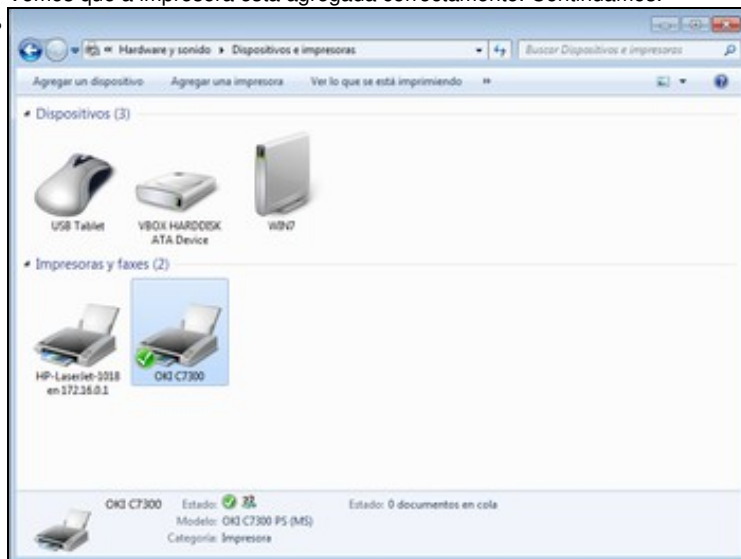 Vemos que a impresora está agregada correctamente. Continuamos.
Hardware y sonido Dispositivos e impresoras
Buscar Dispositivos e impresoras
Agregar un dispositivo Agregar una impresora Ver lo que se está imprimiendo »
Dispositivos (3)
USB Tablet VBOX HARDDISK WIN7
ATA Device
Impresoras y faxes (2)
HP-LaserJet-1018 OKI C7300
en 172.16.0.1
OKI C7300 Estado: Estado: 0 documentos en cola
Modelo: OKI C7300 PS (MS)
Categoría: Impresora